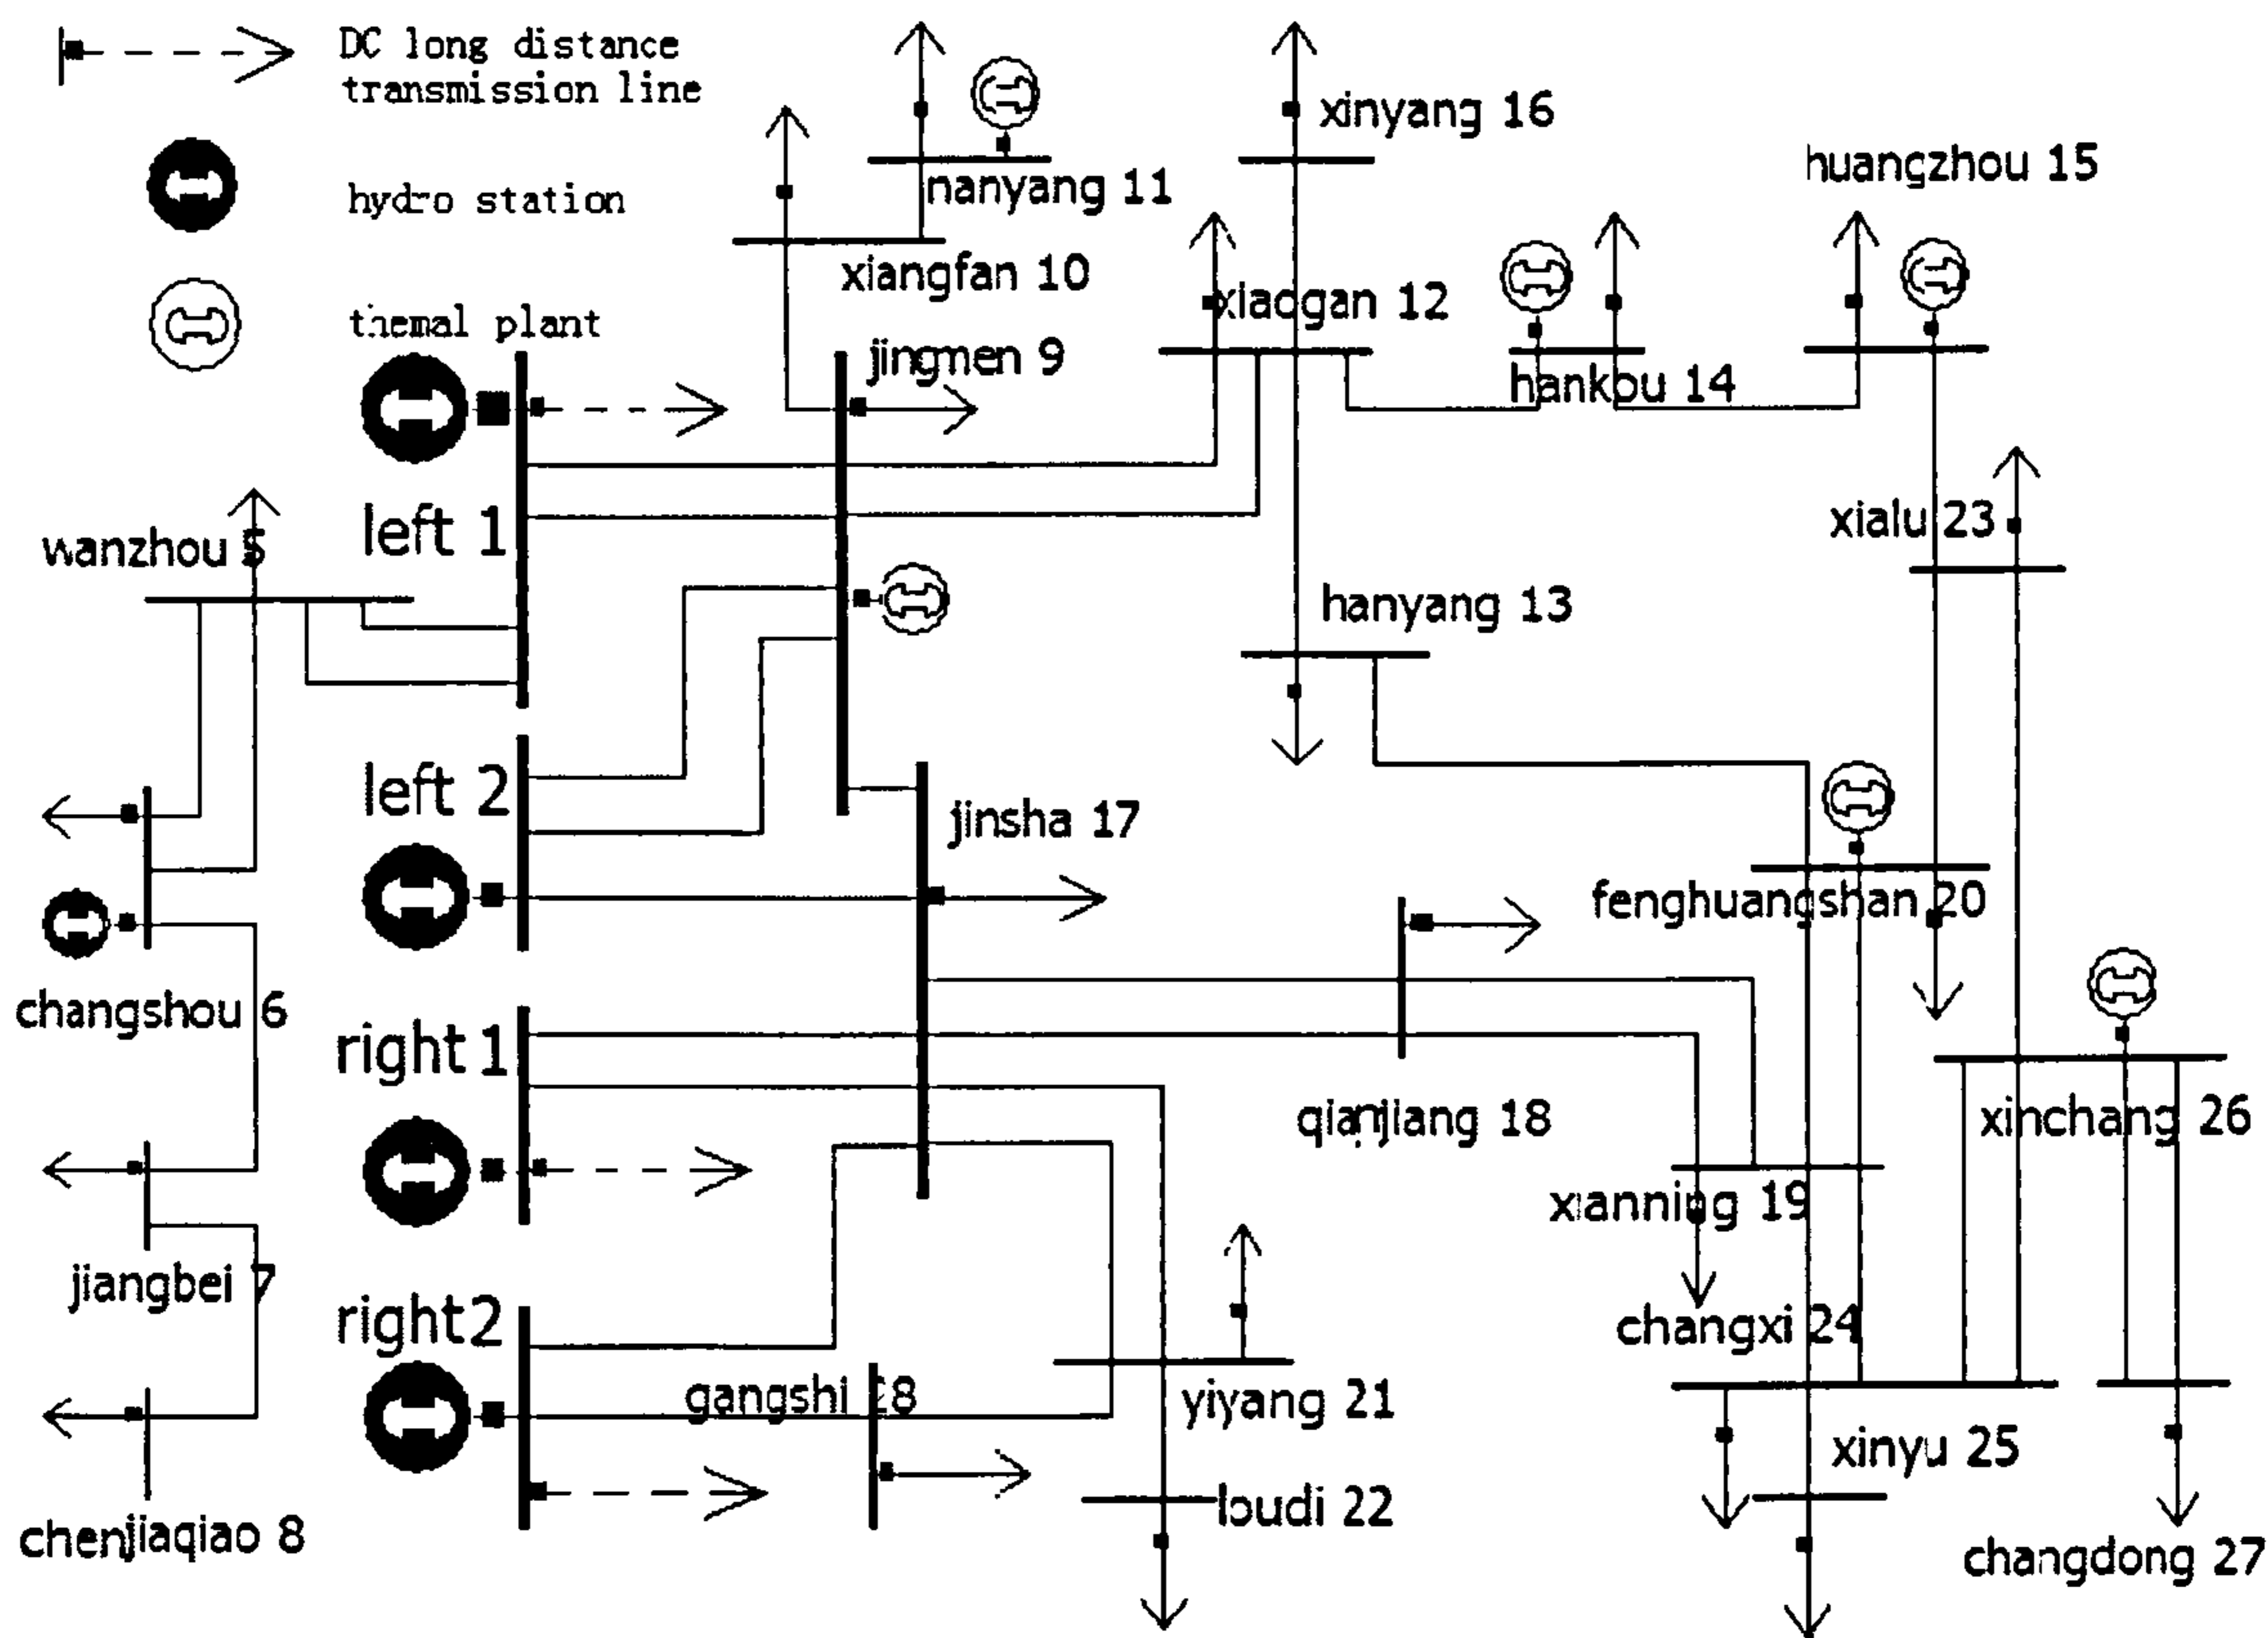 DC long distance
transmission line
hydro station
themal plant
nanyang 11
xiangfan 10
xinyang 16
huangzhou 15
xiaogan 12
jingmen 9
hankou 14
wanzhou 5
left 1
xialu 23
hanyang 13
left 2
jinsha 17
fenghuangshan 20
changshou 6
right 1
qianjiang 18
xinchang 26
xianning 19
jiangbei 7
right2
changxi 24
gangshi 28
yiyang 21
xinyu 25
loudi 22
chenjiaqiao 8
changdong 27